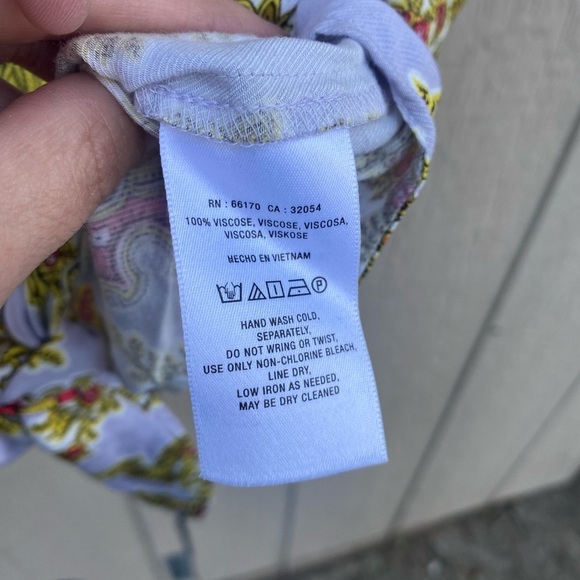 RN : 66170 CA : 32054
100% VISCOSE, VISCOSE, VISCOSA,
VISCOSA, VISKOSE
HECHO EN VIETNAM
P
HAND WASH COLD,
SEPARATELY,
DO NOT WRING OR TWIST,
USE ONLY NON-CHLORINE BLEACH,
LINE DRY,
LOW IRON AS NEEDED,
MAY BE DRY CLEANED